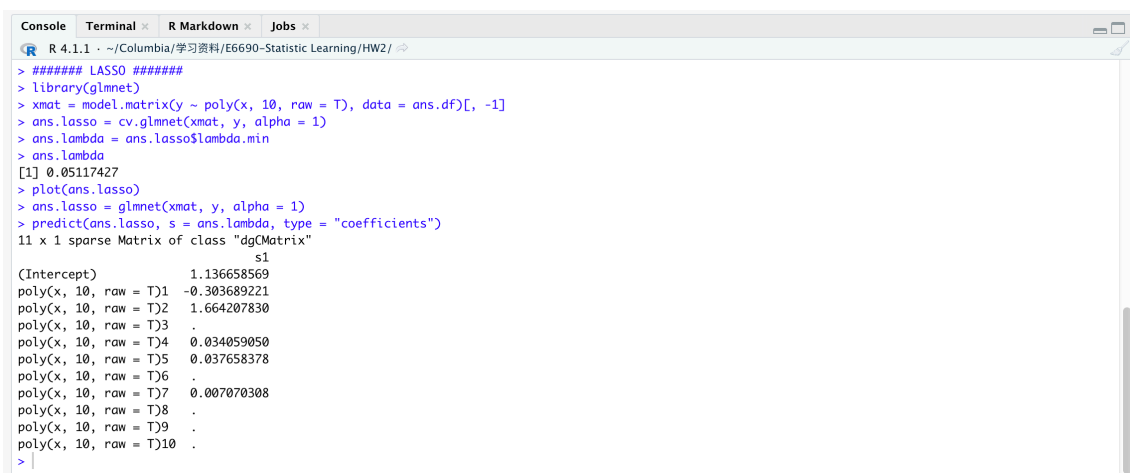 Console Terminal × R Markdown × Jobs ×
R R 4.1.1 · ~/Columbia/学习资料/E6690-Statistic Learning/HW2/
> ####### LASSO #######
> library(glmnet)
> xmat = model.matrix(y ~ poly(x, 10, raw = T), data = ans.df)[, -1]
> ans.lasso = cv.glmnet(xmat, y, alpha = 1)
> ans.lambda = ans.lasso$lambda.min
> ans.lambda
[1] 0.05117427
> plot(ans.lasso)
> ans.lasso = glmnet(xmat, y, alpha = 1)
> predict(ans.lasso, s = ans.lambda, type = "coefficients")
11 x 1 sparse Matrix of class "dgCMatrix"
s1
(Intercept) 1.136658569
poly(x, 10, raw = T)1 -0.303689221
poly(x, 10, raw = T)2 1.664207830
poly(x, 10, raw = T)3 .
poly(x, 10, raw = T)4 0.034059050
poly(x, 10, raw = T)5 0.037658378
poly(x, 10, raw = T)6 .
poly(x, 10, raw = T)7 0.007070308
poly(x, 10, raw = T)8 .
poly(x, 10, raw = T)9 .
poly(x, 10, raw = T)10 .
>